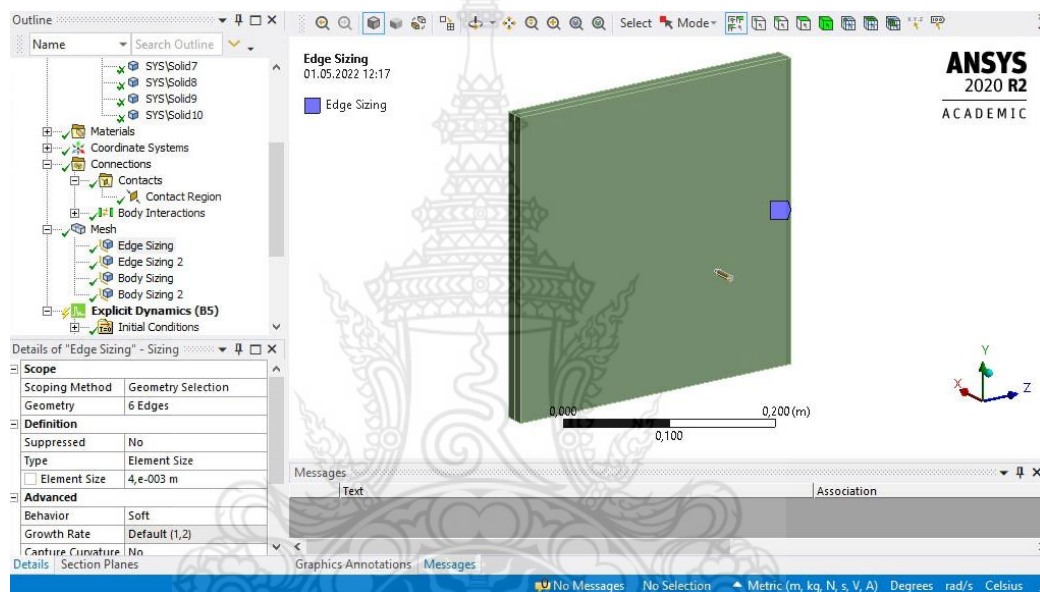 Outline
Select Mode
Name Search Outline
SYS\Solid7
SYS\Solid8
SYS\Solid9
SYS\Solid10
Materials
Coordinate Systems
Connections
Contacts
Contact Region
Body Interactions
Mesh
Edge Sizing
Edge Sizing 2
Body Sizing
Body Sizing 2
Explicit Dynamics (B5)
Initial Conditions
Details of "Edge Sizing" - Sizing
Scope
Scoping Method Geometry Selection
Geometry 6 Edges
Definition
Suppressed No
Type Element Size
Element Size 4,e-003 m
Advanced
Behavior Soft
Growth Rate Default (1,2)
Capture Curvature No
Details Section Planes
Edge Sizing
01.05.2022 12:17
Edge Sizing
ANSYS
2020 R2
ACADEMIC
Y
X
Z
0,000 0,200 (m)
0,100
Messages
Text Association
Graphics Annotations Messages
No Messages No Selection Metric (m, kg, N, s, V, A) Degrees rad/s Celsius